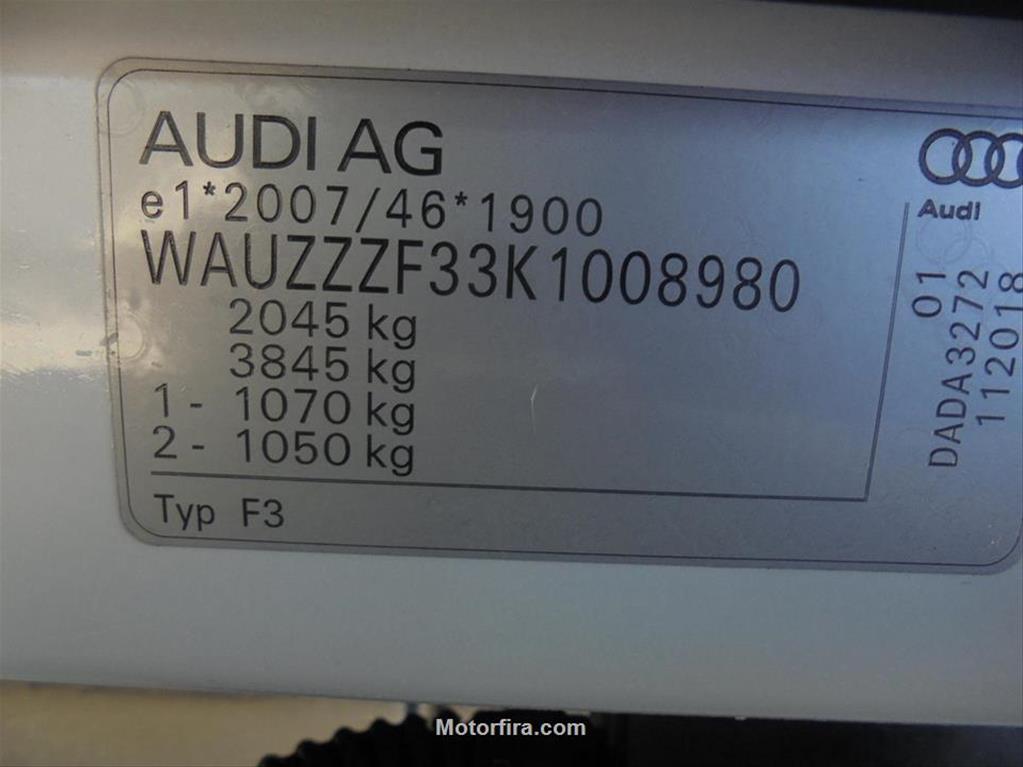 AUDI AG
e1*2007/46*1900
WAUZZZF33K1008980
2045 kg
3845 kg
1 - 1070 kg
2 - 1050 kg
Typ F3
Audi
01
DADA3272
112018
Motorfira.com